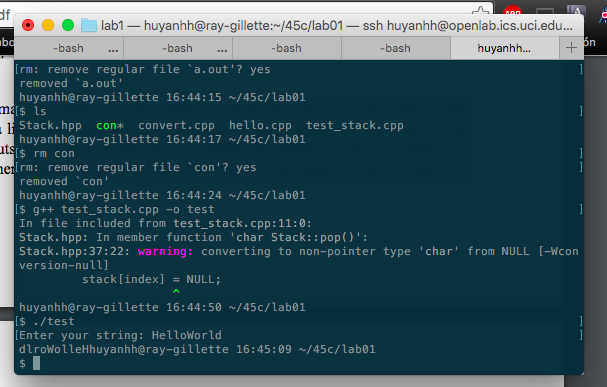 df
lab1 — huyanhh@ray-gillette:~/45c/lab01 — ssh huyanhh@openlab.ics.uci.edu...
-bash ... -bash -bash -bash ... -bash huyanhh... +
[rm: remove regular file `a.out'? yes ]
removed `a.out'
huyanhh@ray-gillette 16:44:15 ~/45c/lab01
[$ ls ]
Stack.hpp con* convert.cpp hello.cpp test_stack.cpp
huyanhh@ray-gillette 16:44:17 ~/45c/lab01
[$ rm con ]
[rm: remove regular file `con'? yes ]
removed `con'
huyanhh@ray-gillette 16:44:24 ~/45c/lab01
[$ g++ test_stack.cpp -o test ]
In file included from test_stack.cpp:11:0:
Stack.hpp: In member function 'char Stack::pop()':
Stack.hpp:37:22: warning: converting to non-pointer type 'char' from NULL [-Wcon
version-null]
stack[index] = NULL;
^
huyanhh@ray-gillette 16:44:50 ~/45c/lab01
[$ ./test ]
[Enter your string: HelloWorld ]
dlroWolleHhuyanhh@ray-gillette 16:45:09 ~/45c/lab01
$